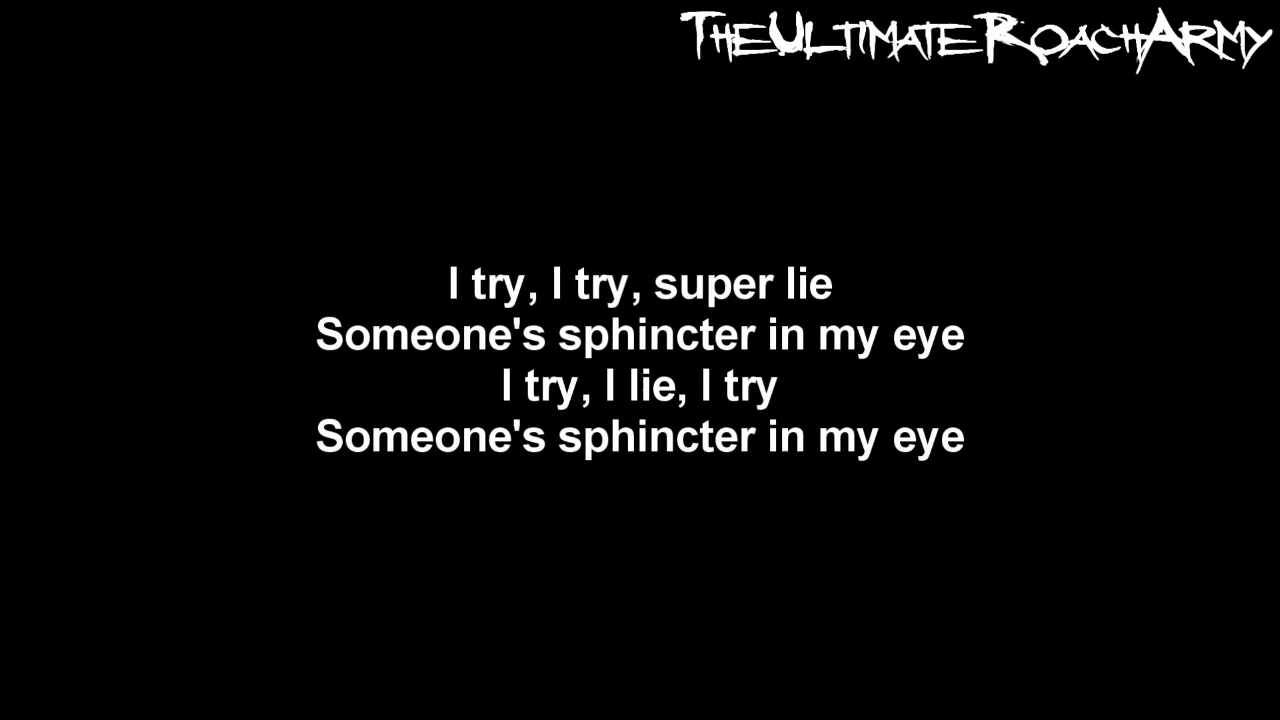 TheUltimateRoachArmy
I try, I try, super lie
Someone's sphincter in my eye
I try, I lie, I try
Someone's sphincter in my eye